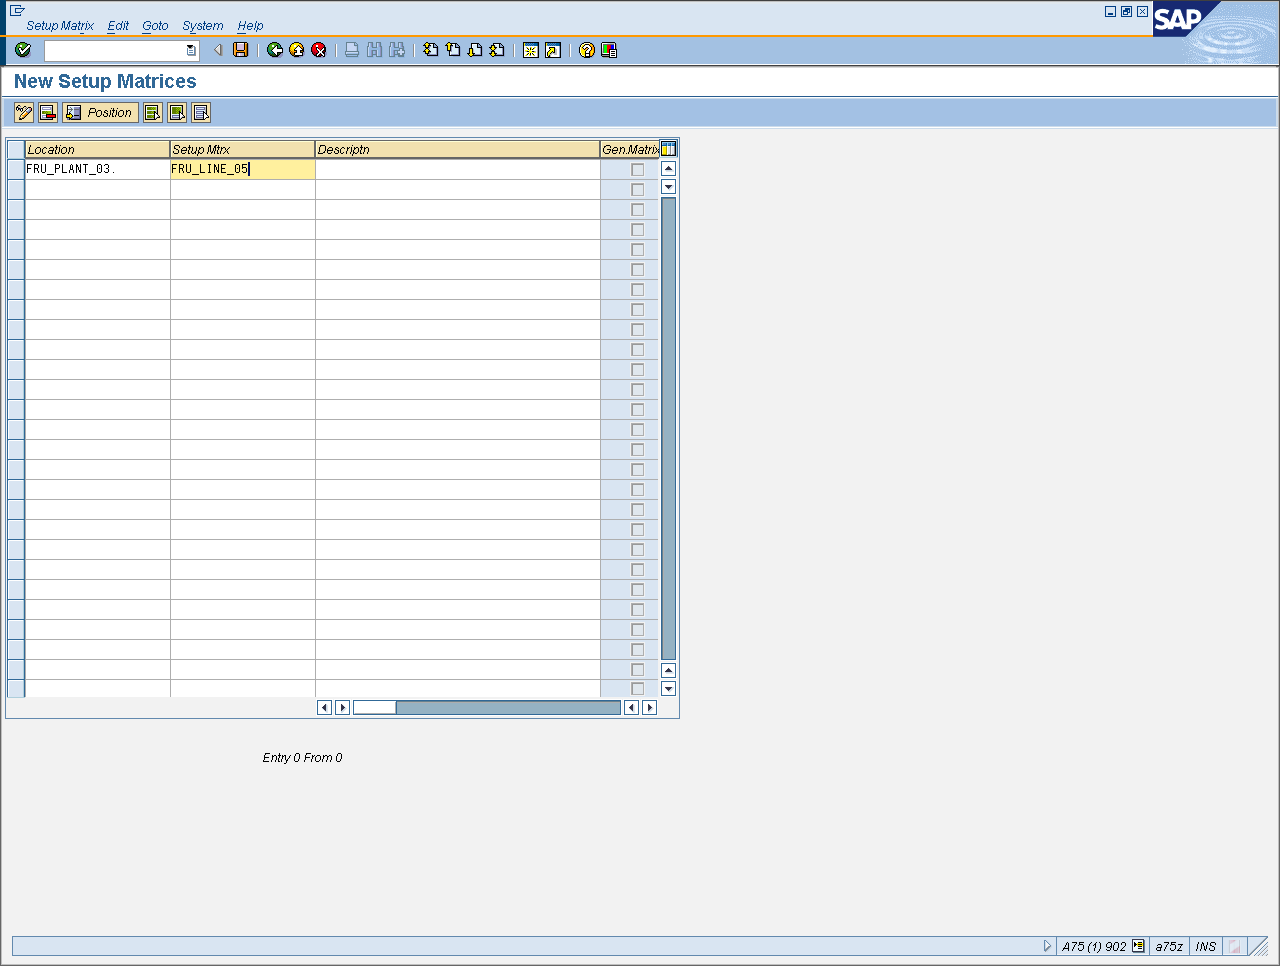 Setup Matrix Edit Goto System Help
SAP
New Setup Matrices
Position
Location Setup Mtrx Descriptn Gen.Matrix
FRU_PLANT_03. FRU_LINE_05
Entry 0 From 0
A75 (1) 902 a75z INS